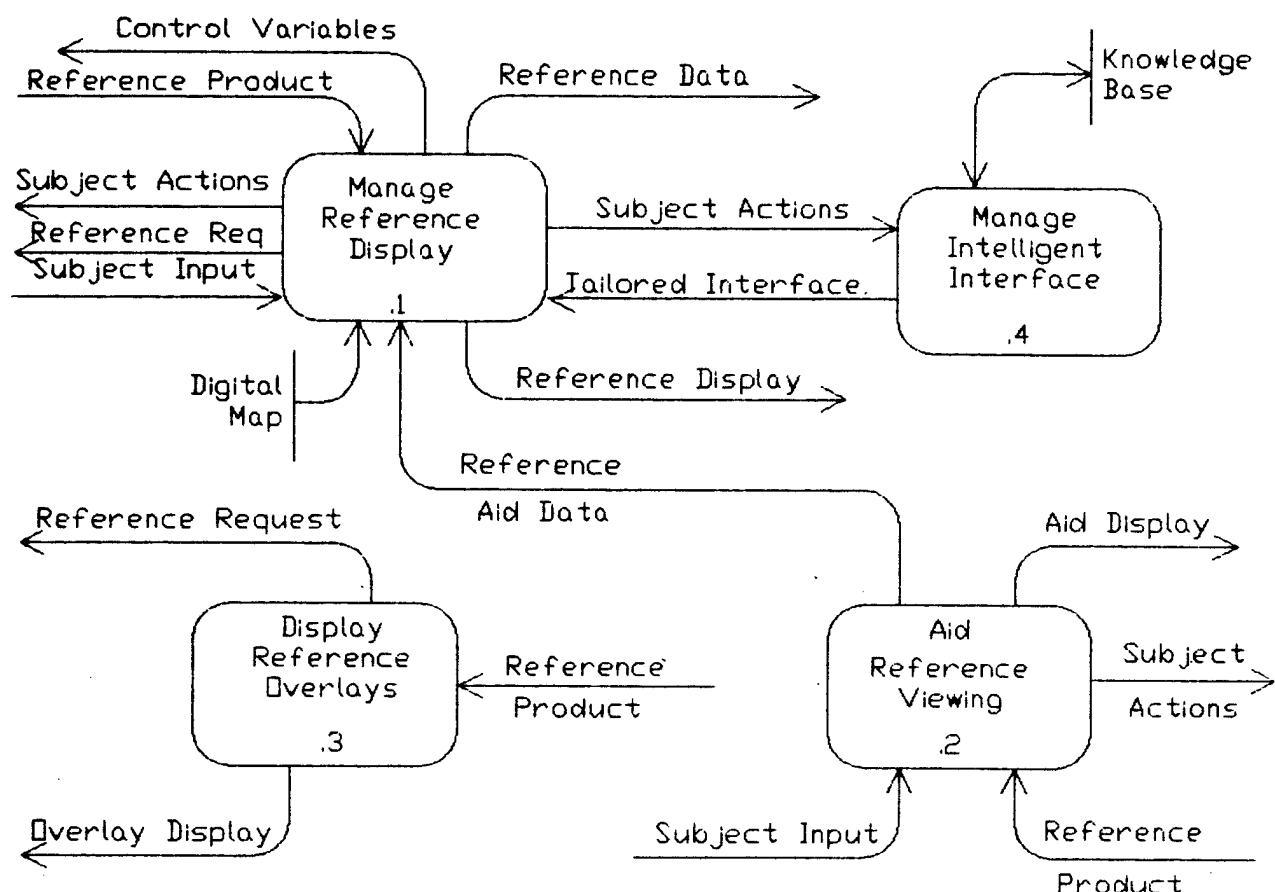 Control Variables
Reference Product
Reference Data
Knowledge
Base
Subject Actions
Reference Req
Subject Input
Manage
Reference
Display
.1
Subject Actions
Tailored Interface.
Manage
Intelligent
Interface
.4
Digital
Map
Reference Display
Reference
Aid Data
Reference Request
Aid Display
Display
Reference
Overlays
.3
Reference
Product
Aid
Reference
Viewing
.2
Subject
Actions
Overlay Display
Subject Input
Reference
Product